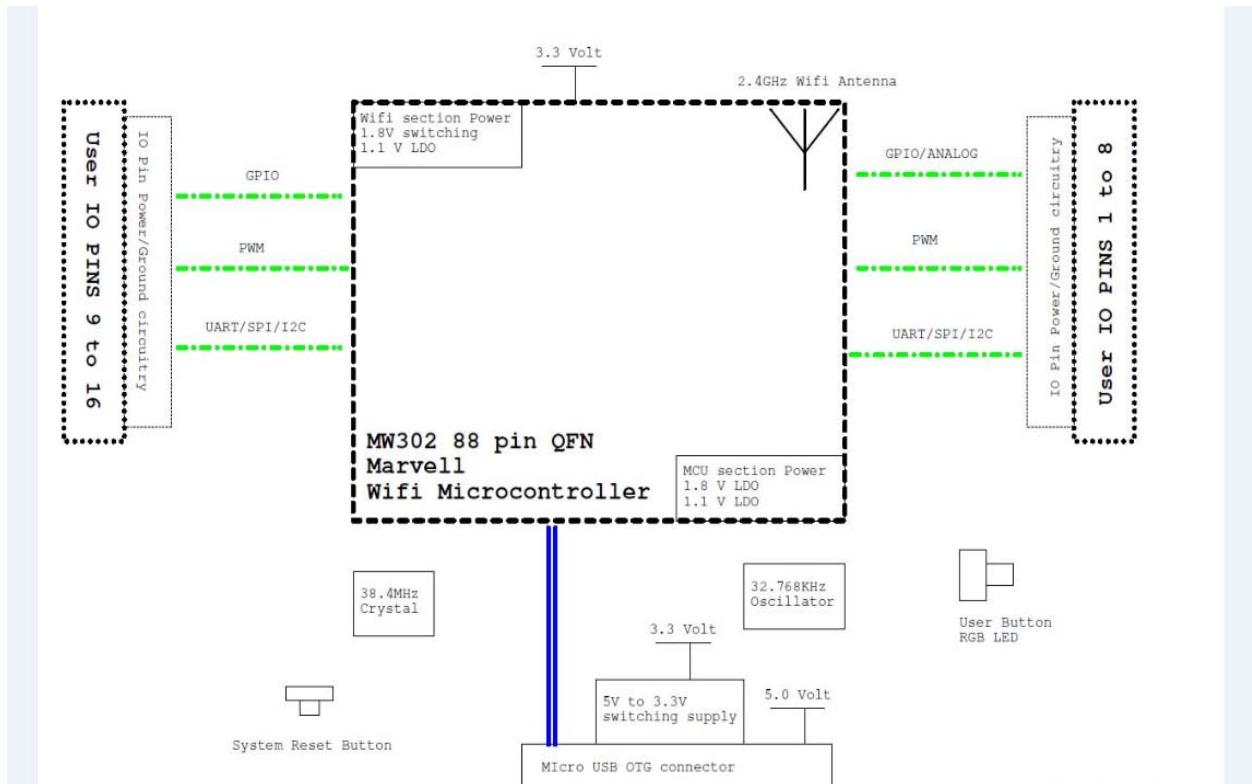 3.3 Volt
2.4GHz Wifi Antenna
Wifi section Power
1.8V switching
1.1 V LDO
User IO PINS 9 to 16
IO Pin Power/Ground circuitry
GPIO
PWM
UART/SPI/I2C
GPIO/ANALOG
PWM
UART/SPI/I2C
IO Pin Power/Ground circuitry
User IO PINS 1 to 8
MW302 88 pin QFN
Marvell
Wifi Microcontroller
MCU section Power
1.8 V LDO
1.1 V LDO
38.4MHz
Crystal
32.768KHz
Oscillator
User Button
RGB LED
3.3 Volt
5V to 3.3V
switching supply
5.0 Volt
System Reset Button
MIcro USB OTG connector